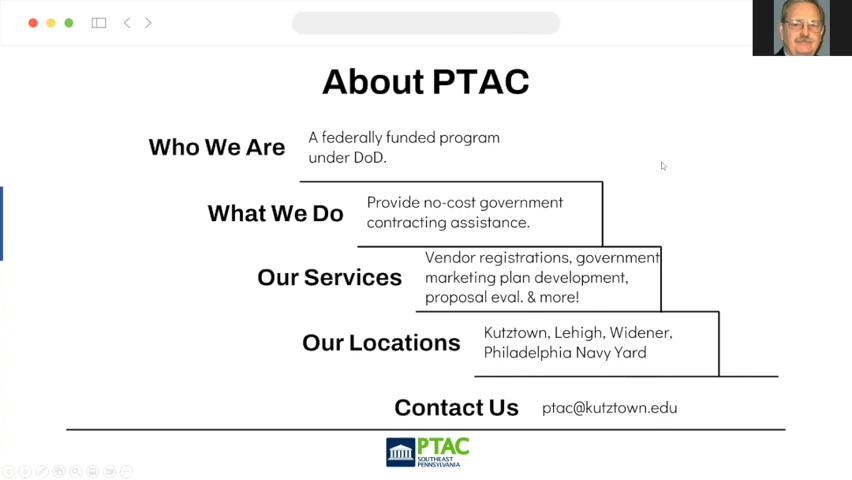 About PTAC
Who We Are
A federally funded program
under DoD.
What We Do
Provide no-cost government
contracting assistance.
Our Services
Vendor registrations, government
marketing plan development,
proposal eval. & more!
Our Locations
Kutztown, Lehigh, Widener,
Philadelphia Navy Yard
Contact Us
ptac@kutztown.edu
PTAC
SOUTHEAST
PENNSYLVANIA